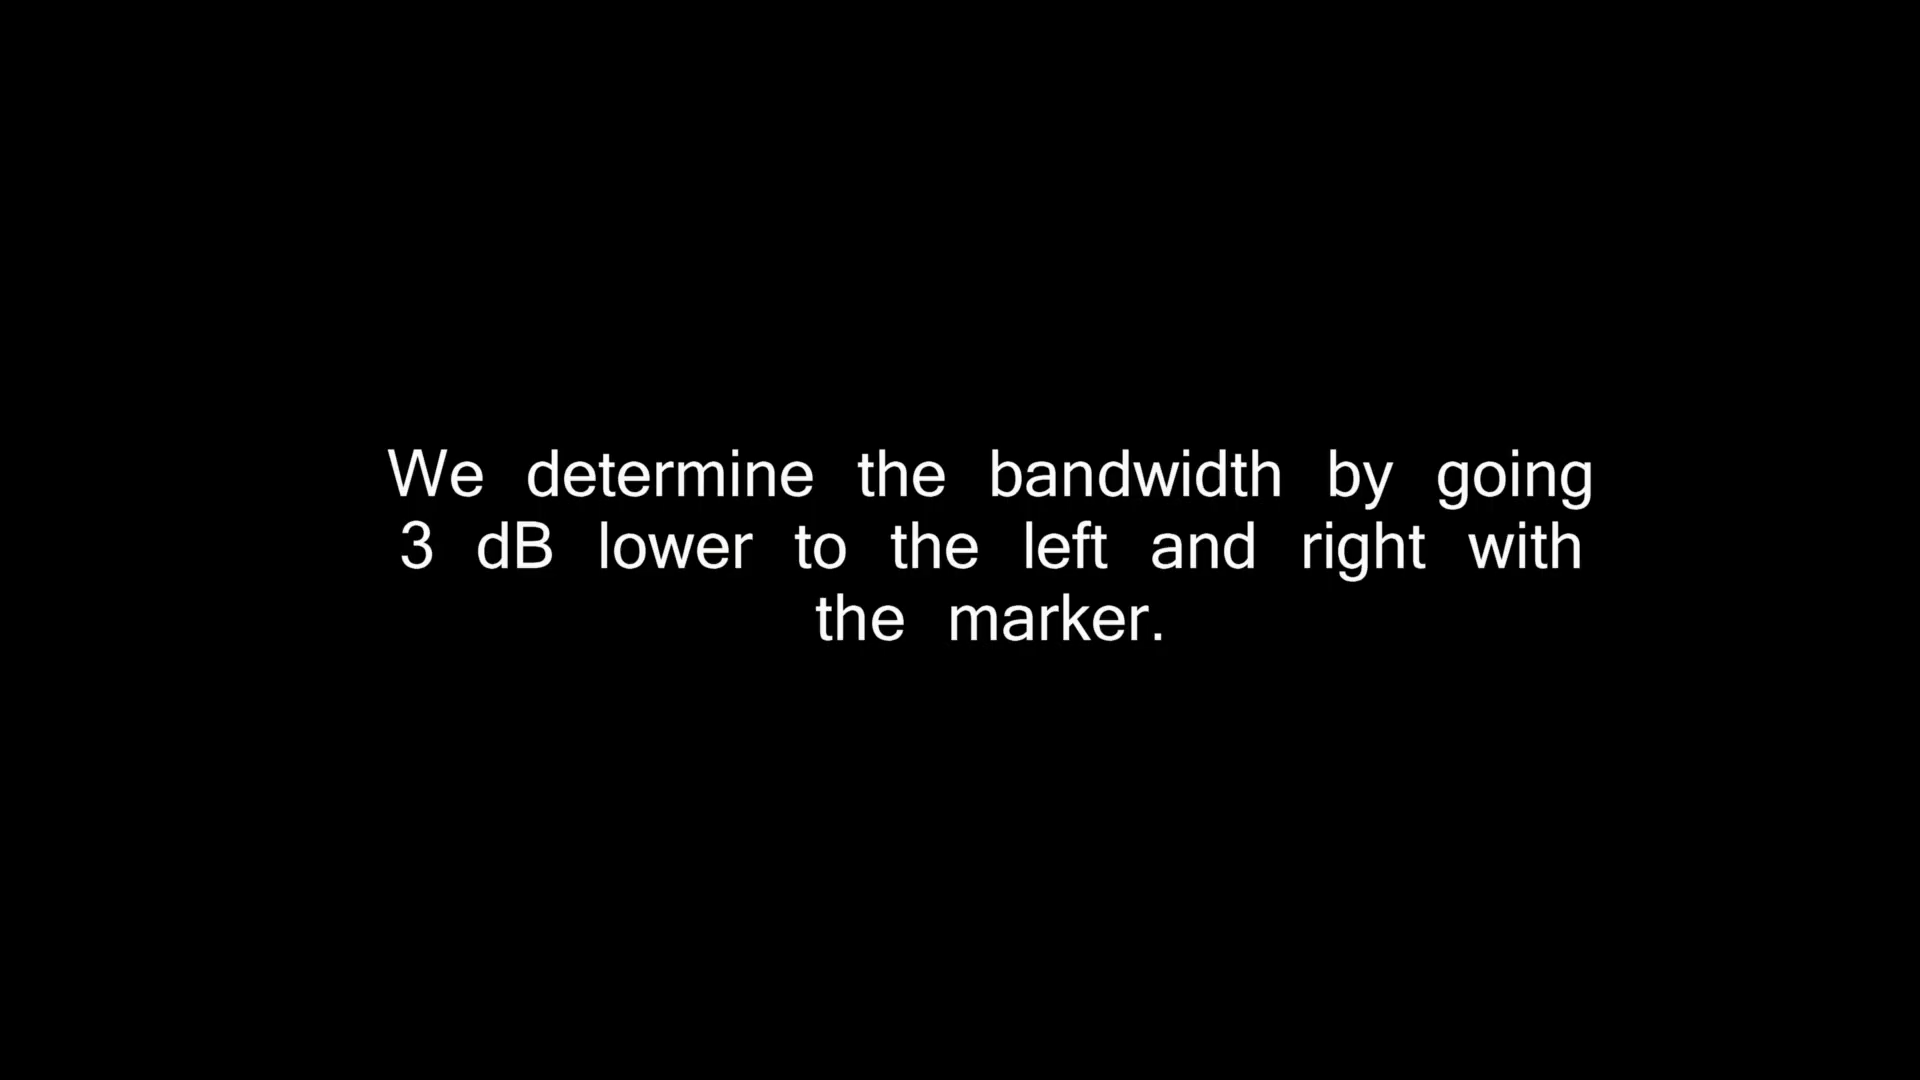 We determine the bandwidth by going
3 dB lower to the left and right with
the marker.